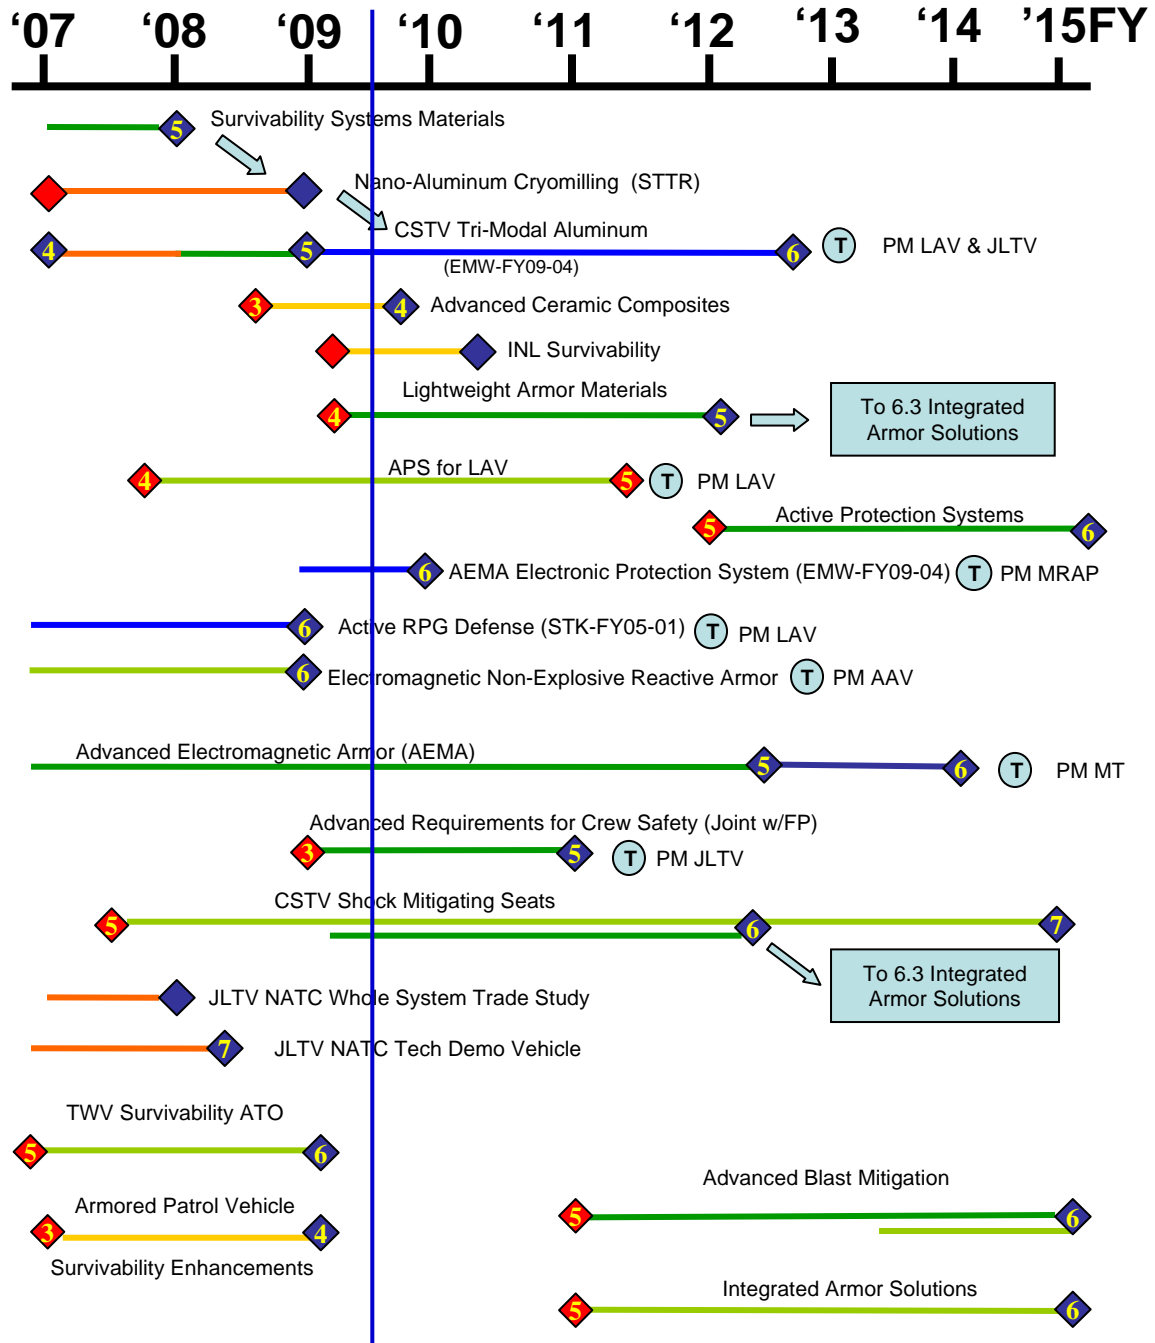 ‘07 ‘08 ‘09 ‘10 ‘11 ‘12 ‘13 ‘14 ’15FY
5 Survivability Systems Materials
Nano-Aluminum Cryomilling (STTR)
CSTV Tri-Modal Aluminum
4 5 6 T PM LAV & JLTV
(EMW-FY09-04)
3 4 Advanced Ceramic Composites
INL Survivability
Lightweight Armor Materials
4 5
To 6.3 Integrated
Armor Solutions
APS for LAV
4 5 T PM LAV
Active Protection Systems
5 6
6 AEMA Electronic Protection System (EMW-FY09-04) T PM MRAP
6 Active RPG Defense (STK-FY05-01) T PM LAV
6 Electromagnetic Non-Explosive Reactive Armor T PM AAV
Advanced Electromagnetic Armor (AEMA)
5 6 T PM MT
Advanced Requirements for Crew Safety (Joint w/FP)
3 5 T PM JLTV
CSTV Shock Mitigating Seats
5 6 7
To 6.3 Integrated
Armor Solutions
JLTV NATC Whole System Trade Study
7 JLTV NATC Tech Demo Vehicle
TWV Survivability ATO
5 6
Advanced Blast Mitigation
5 6
Armored Patrol Vehicle
3 4
Survivability Enhancements
Integrated Armor Solutions
5 6